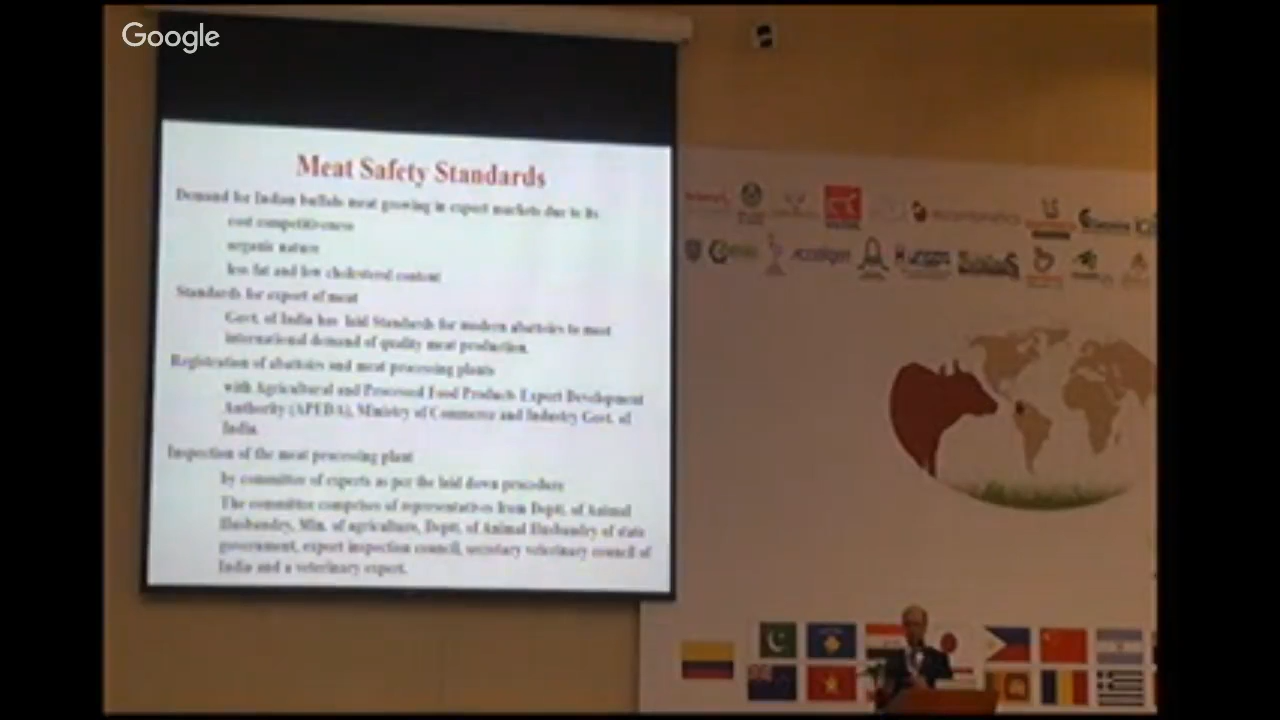 Google
Meat Safety Standards
Demand for Indian buffalo meat growing in export markets due to its
cost competitiveness
organic nature
less fat and low cholesterol content
Standards for export of meat
Govt. of India has laid Standards for modern abattoirs to meet
international demand of quality meat production.
Registration of abattoirs and meat processing plants
with Agricultural and Processed Food Products Export Development
Authority (APEDA), Ministry of Commerce and Industry Govt. of
India.
Inspection of the meat processing plant
by committee of experts as per the laid down procedure
The committee comprises of representatives from Deptt. of Animal
Husbandry, Min. of agriculture, Deptt. of Animal Husbandry of state
government, export inspection council, secretary veterinary council of
India and a veterinary expert.